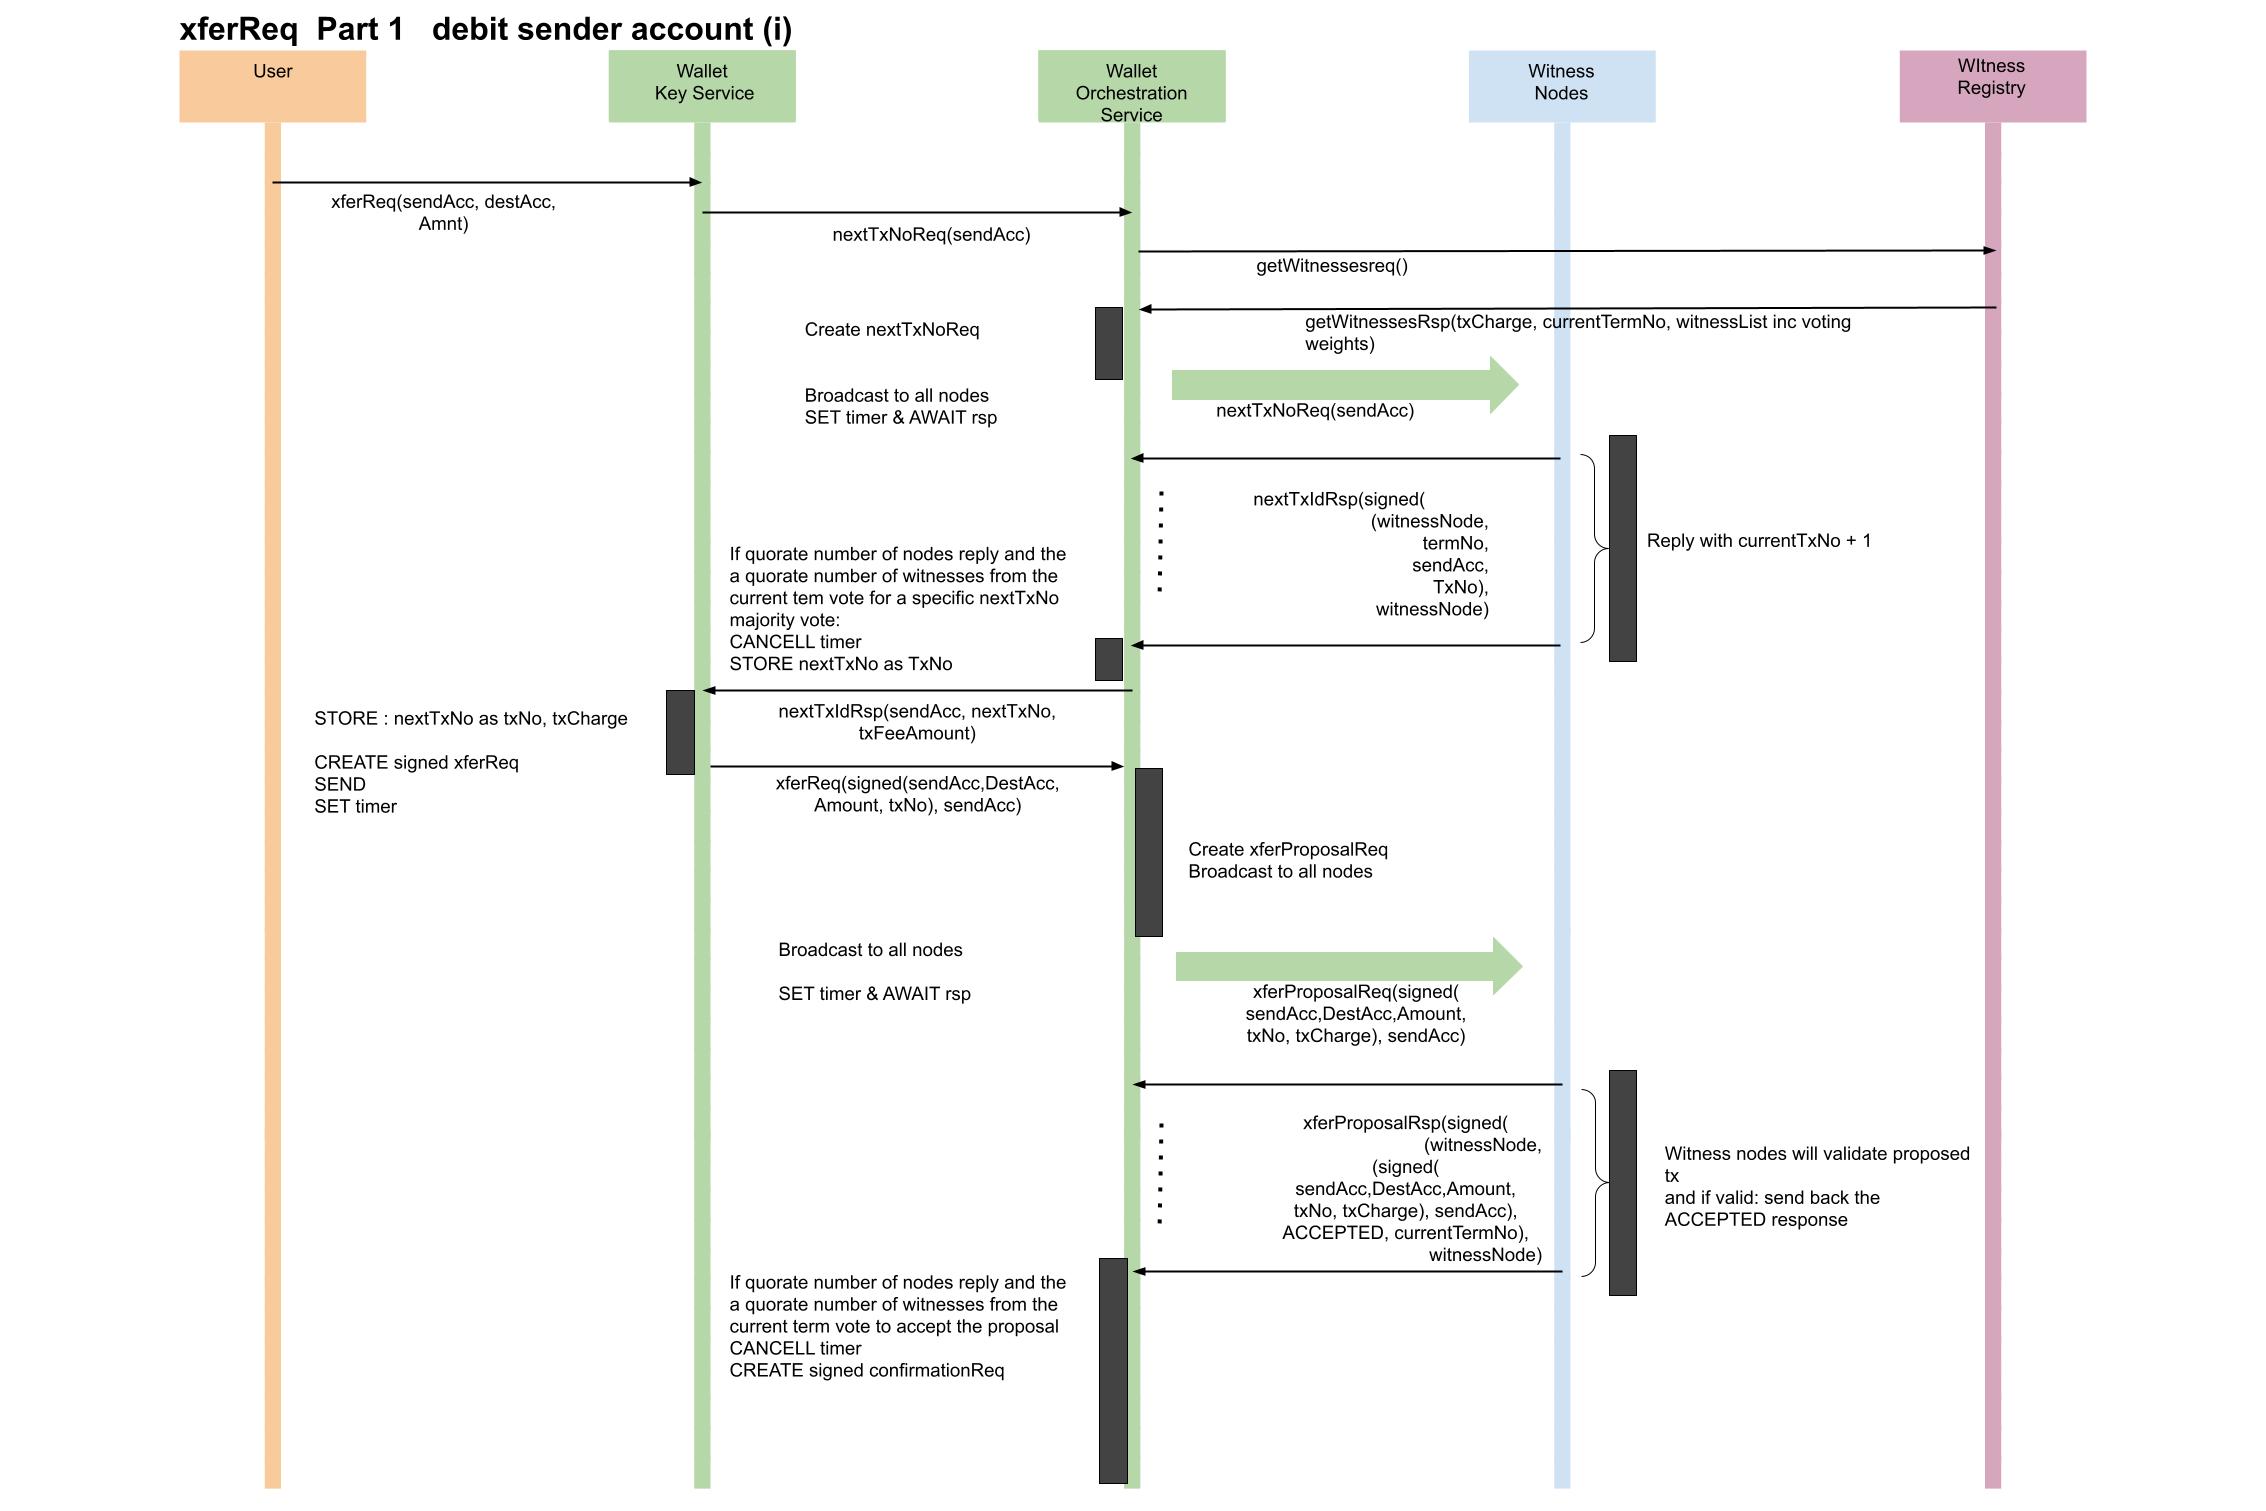 xferReq  Part 1   debit sender account (i)
User
Wallet
Key Service
Wallet
Orchestration
Service
Witness
Nodes
WItness
Registry
xferReq(sendAcc, destAcc,
Amnt)
nextTxNoReq(sendAcc)
getWitnessesreq()
Create nextTxNoReq
getWitnessesRsp(txCharge, currentTermNo, witnessList inc voting
weights)
Broadcast to all nodes
SET timer & AWAIT rsp
nextTxNoReq(sendAcc)
nextTxIdRsp(signed(
(witnessNode,
termNo,
sendAcc,
TxNo),
witnessNode)
Reply with currentTxNo + 1
If quorate number of nodes reply and the
a quorate number of witnesses from the
current tem vote for a specific nextTxNo
majority vote:
CANCELL timer
STORE nextTxNo as TxNo
nextTxIdRsp(sendAcc, nextTxNo,
txFeeAmount)
STORE : nextTxNo as txNo, txCharge
CREATE signed xferReq
SEND
SET timer
xferReq(signed(sendAcc,DestAcc,
Amount, txNo), sendAcc)
Create xferProposalReq
Broadcast to all nodes
Broadcast to all nodes
SET timer & AWAIT rsp
xferProposalReq(signed(
sendAcc,DestAcc,Amount,
txNo, txCharge), sendAcc)
xferProposalRsp(signed(
(witnessNode,
(signed(
sendAcc,DestAcc,Amount,
txNo, txCharge), sendAcc),
ACCEPTED, currentTermNo),
witnessNode)
Witness nodes will validate proposed
tx
and if valid: send back the
ACCEPTED response
If quorate number of nodes reply and the
a quorate number of witnesses from the
current term vote to accept the proposal
CANCELL timer
CREATE signed confirmationReq